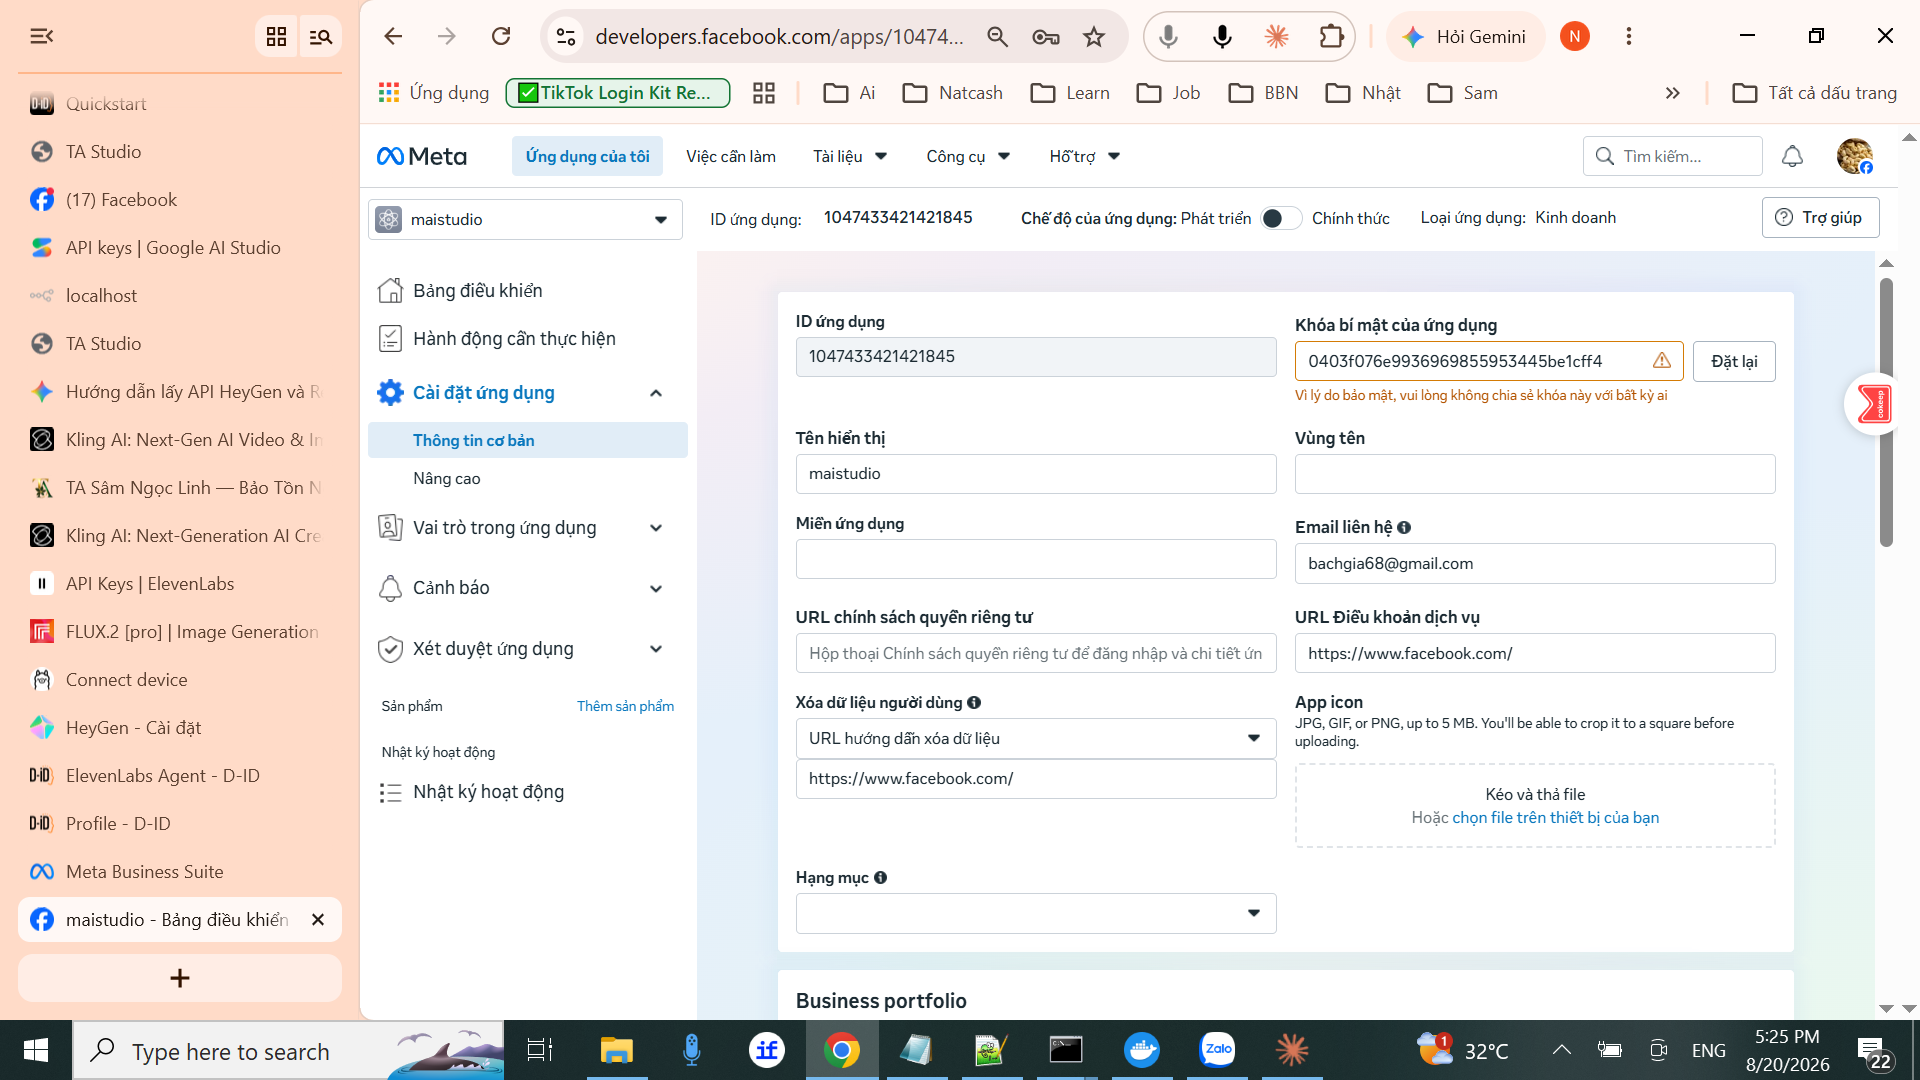 developers.facebook.com/apps/10474...
Hỏi Gemini
N
Ứng dụng
TikTok Login Kit Re...
Ai
Natcash
Learn
Job
BBN
Nhật
Sam
Tất cả dấu trang
Quickstart
TA Studio
(17) Facebook
API keys | Google AI Studio
localhost
TA Studio
Hướng dẫn lấy API HeyGen và R
Kling AI: Next-Gen AI Video & In
TA Sâm Ngọc Linh — Bảo Tồn N
Kling AI: Next-Generation AI Cre
API Keys | ElevenLabs
FLUX.2 [pro] | Image Generation
Connect device
HeyGen - Cài đặt
ElevenLabs Agent - D-ID
Profile - D-ID
Meta Business Suite
maistudio - Bảng điều khiển
Meta
Ứng dụng của tôi
Việc cần làm
Tài liệu
Công cụ
Hỗ trợ
Tìm kiếm...
maistudio
ID ứng dụng: 1047433421421845
Chế độ của ứng dụng: Phát triển
Chính thức
Loại ứng dụng: Kinh doanh
Trợ giúp
Bảng điều khiển
Hành động cần thực hiện
Cài đặt ứng dụng
Thông tin cơ bản
Nâng cao
Vai trò trong ứng dụng
Cảnh báo
Xét duyệt ứng dụng
Sản phẩm
Thêm sản phẩm
Nhật ký hoạt động
Nhật ký hoạt động
ID ứng dụng
1047433421421845
Khóa bí mật của ứng dụng
0403f076e9936969855953445be1cff4
Đặt lại
Vì lý do bảo mật, vui lòng không chia sẻ khóa này với bất kỳ ai
Tên hiển thị
maistudio
Vùng tên
Miền ứng dụng
Email liên hệ
bachgia68@gmail.com
URL chính sách quyền riêng tư
Hộp thoại Chính sách quyền riêng tư để đăng nhập và chi tiết ứn
URL Điều khoản dịch vụ
https://www.facebook.com/
Xóa dữ liệu người dùng
URL hướng dẫn xóa dữ liệu
https://www.facebook.com/
App icon
JPG, GIF, or PNG, up to 5 MB. You'll be able to crop it to a square before
uploading.
Kéo và thả file
Hoặc chọn file trên thiết bị của bạn
Hạng mục
Business portfolio
cokeep
Type here to search
if
Zalo
1
32°C
ENG
5:25 PM
8/20/2026
22